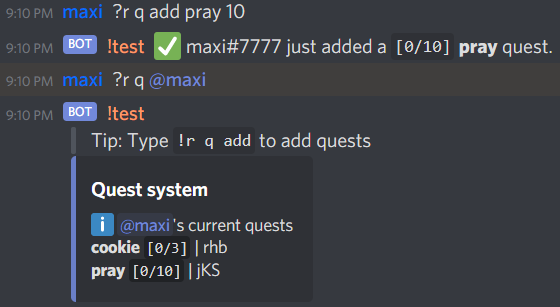 9:10 PM maxi ?r q add pray 10
9:10 PM BOT !test ✅ maxi#7777 just added a [0/10] pray quest.
9:10 PM maxi ?r q @maxi
9:10 PM BOT !test
Tip: Type !r q add to add quests
Quest system
ℹ️ @maxi's current quests
cookie [0/3] | rhb
pray [0/10] | jKS